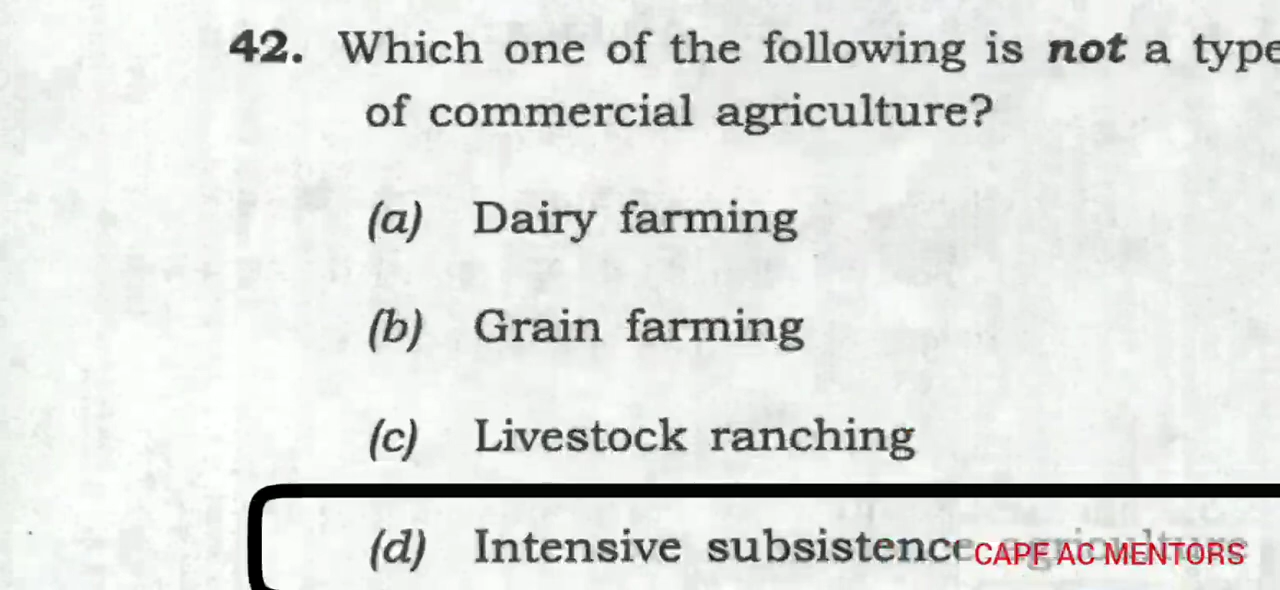 42. Which one of the following is not a type
of commercial agriculture?
(a) Dairy farming
(b) Grain farming
(c) Livestock ranching
(d) Intensive subsistence agriculture
CAPF AC MENTORS